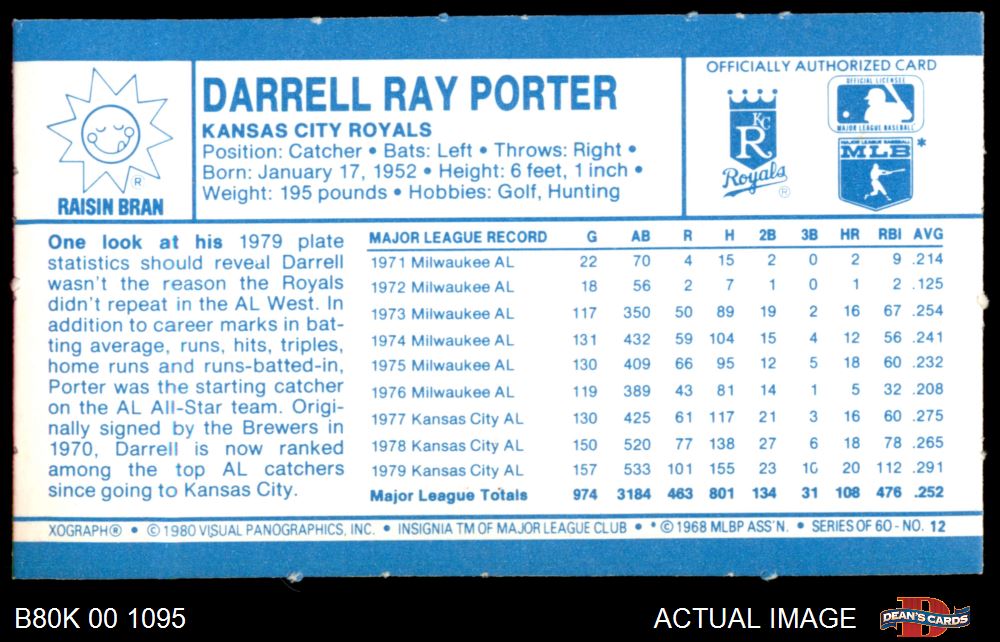 RAISIN BRAN
R
DARRELL RAY PORTER
KANSAS CITY ROYALS
Position: Catcher • Bats: Left • Throws: Right •
Born: January 17, 1952 • Height: 6 feet, 1 inch •
Weight: 195 pounds • Hobbies: Golf, Hunting
OFFICIALLY AUTHORIZED CARD
KC
R
Royals
®
OFFICIAL LICENSEE
MAJOR LEAGUE BASEBALL
MAJOR LEAGUE BASEBALL
MLB*
One look at his 1979 plate
statistics should reveal Darrell
wasn't the reason the Royals
didn't repeat in the AL West. In
addition to career marks in bat-
ting average, runs, hits, triples,
home runs and runs-batted-in,
Porter was the starting catcher
on the AL All-Star team. Origi-
nally signed by the Brewers in
1970, Darrell is now ranked
among the top AL catchers
since going to Kansas City.
MAJOR LEAGUE RECORD G AB R H 2B 3B HR RBI AVG
1971 Milwaukee AL 22 70 4 15 2 0 2 9 .214
1972 Milwaukee AL 18 56 2 7 1 0 1 2 .125
1973 Milwaukee AL 117 350 50 89 19 2 16 67 .254
1974 Milwaukee AL 131 432 59 104 15 4 12 56 .241
1975 Milwaukee AL 130 409 66 95 12 5 18 60 .232
1976 Milwaukee AL 119 389 43 81 14 1 5 32 .208
1977 Kansas City AL 130 425 61 117 21 3 16 60 .275
1978 Kansas City AL 150 520 77 138 27 6 18 78 .265
1979 Kansas City AL 157 533 101 155 23 10 20 112 .291
Major League Totals 974 3184 463 801 134 31 108 476 .252
XOGRAPH® • © 1980 VISUAL PANOGRAPHICS, INC. • INSIGNIA TM OF MAJOR LEAGUE CLUB • * © 1968 MLBP ASS'N. • SERIES OF 60 - NO. 12
B80K 00 1095
ACTUAL IMAGE
D
DEAN'S CARDS